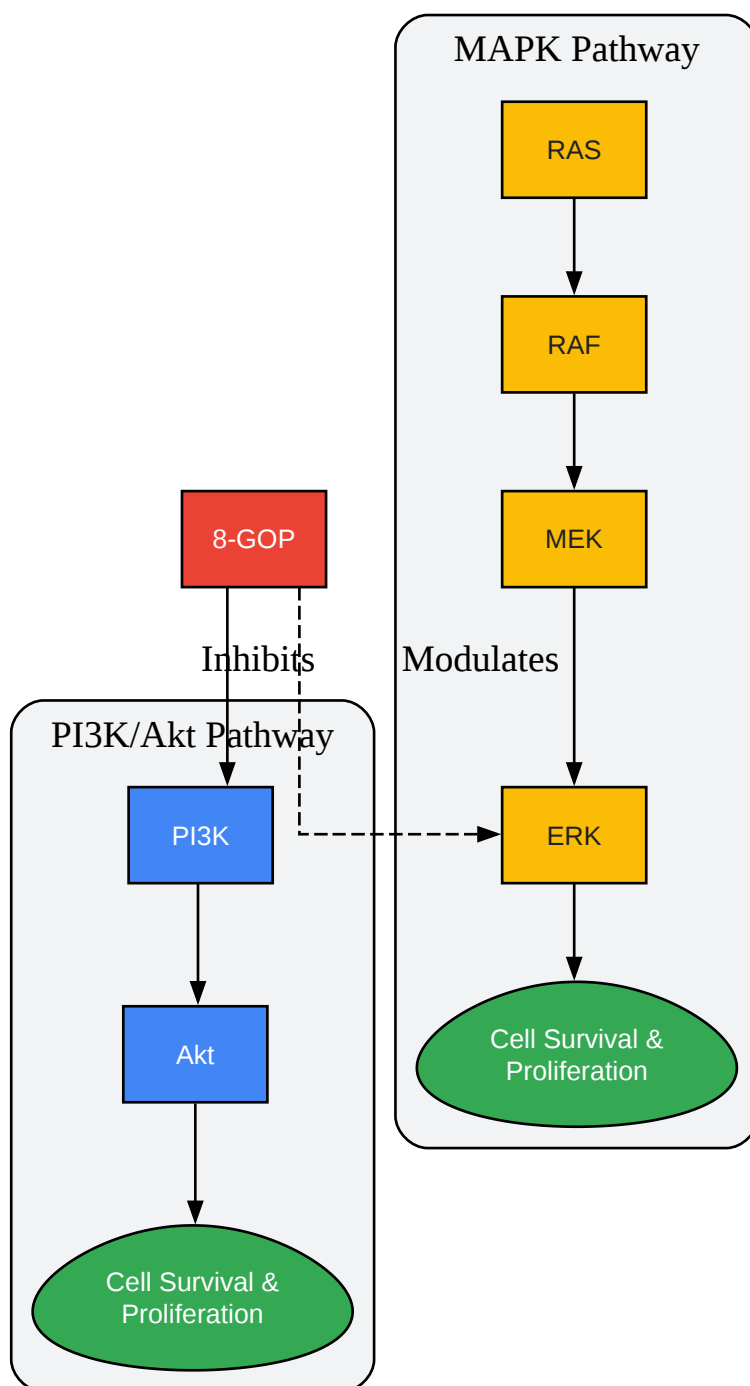 MAPK Pathway
RAS
RAF
8-GOP
MEK
Inhibits
Modulates
PI3K/Akt Pathway
PI3K
ERK
Akt
Cell Survival &
Proliferation
Cell Survival &
Proliferation